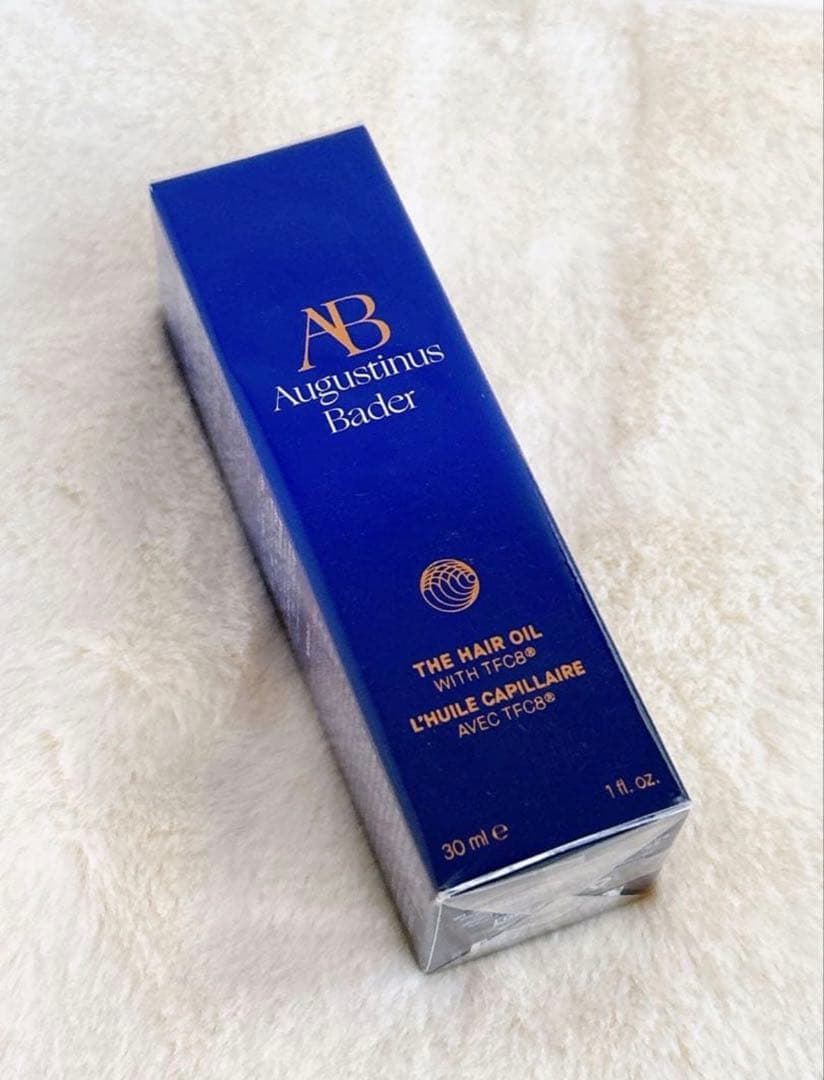 AB
Augustinus
Bader
THE HAIR OIL
WITH TFC8®
L'HUILE CAPILLAIRE
AVEC TFC8®
30 ml ℮
1 fl. oz.